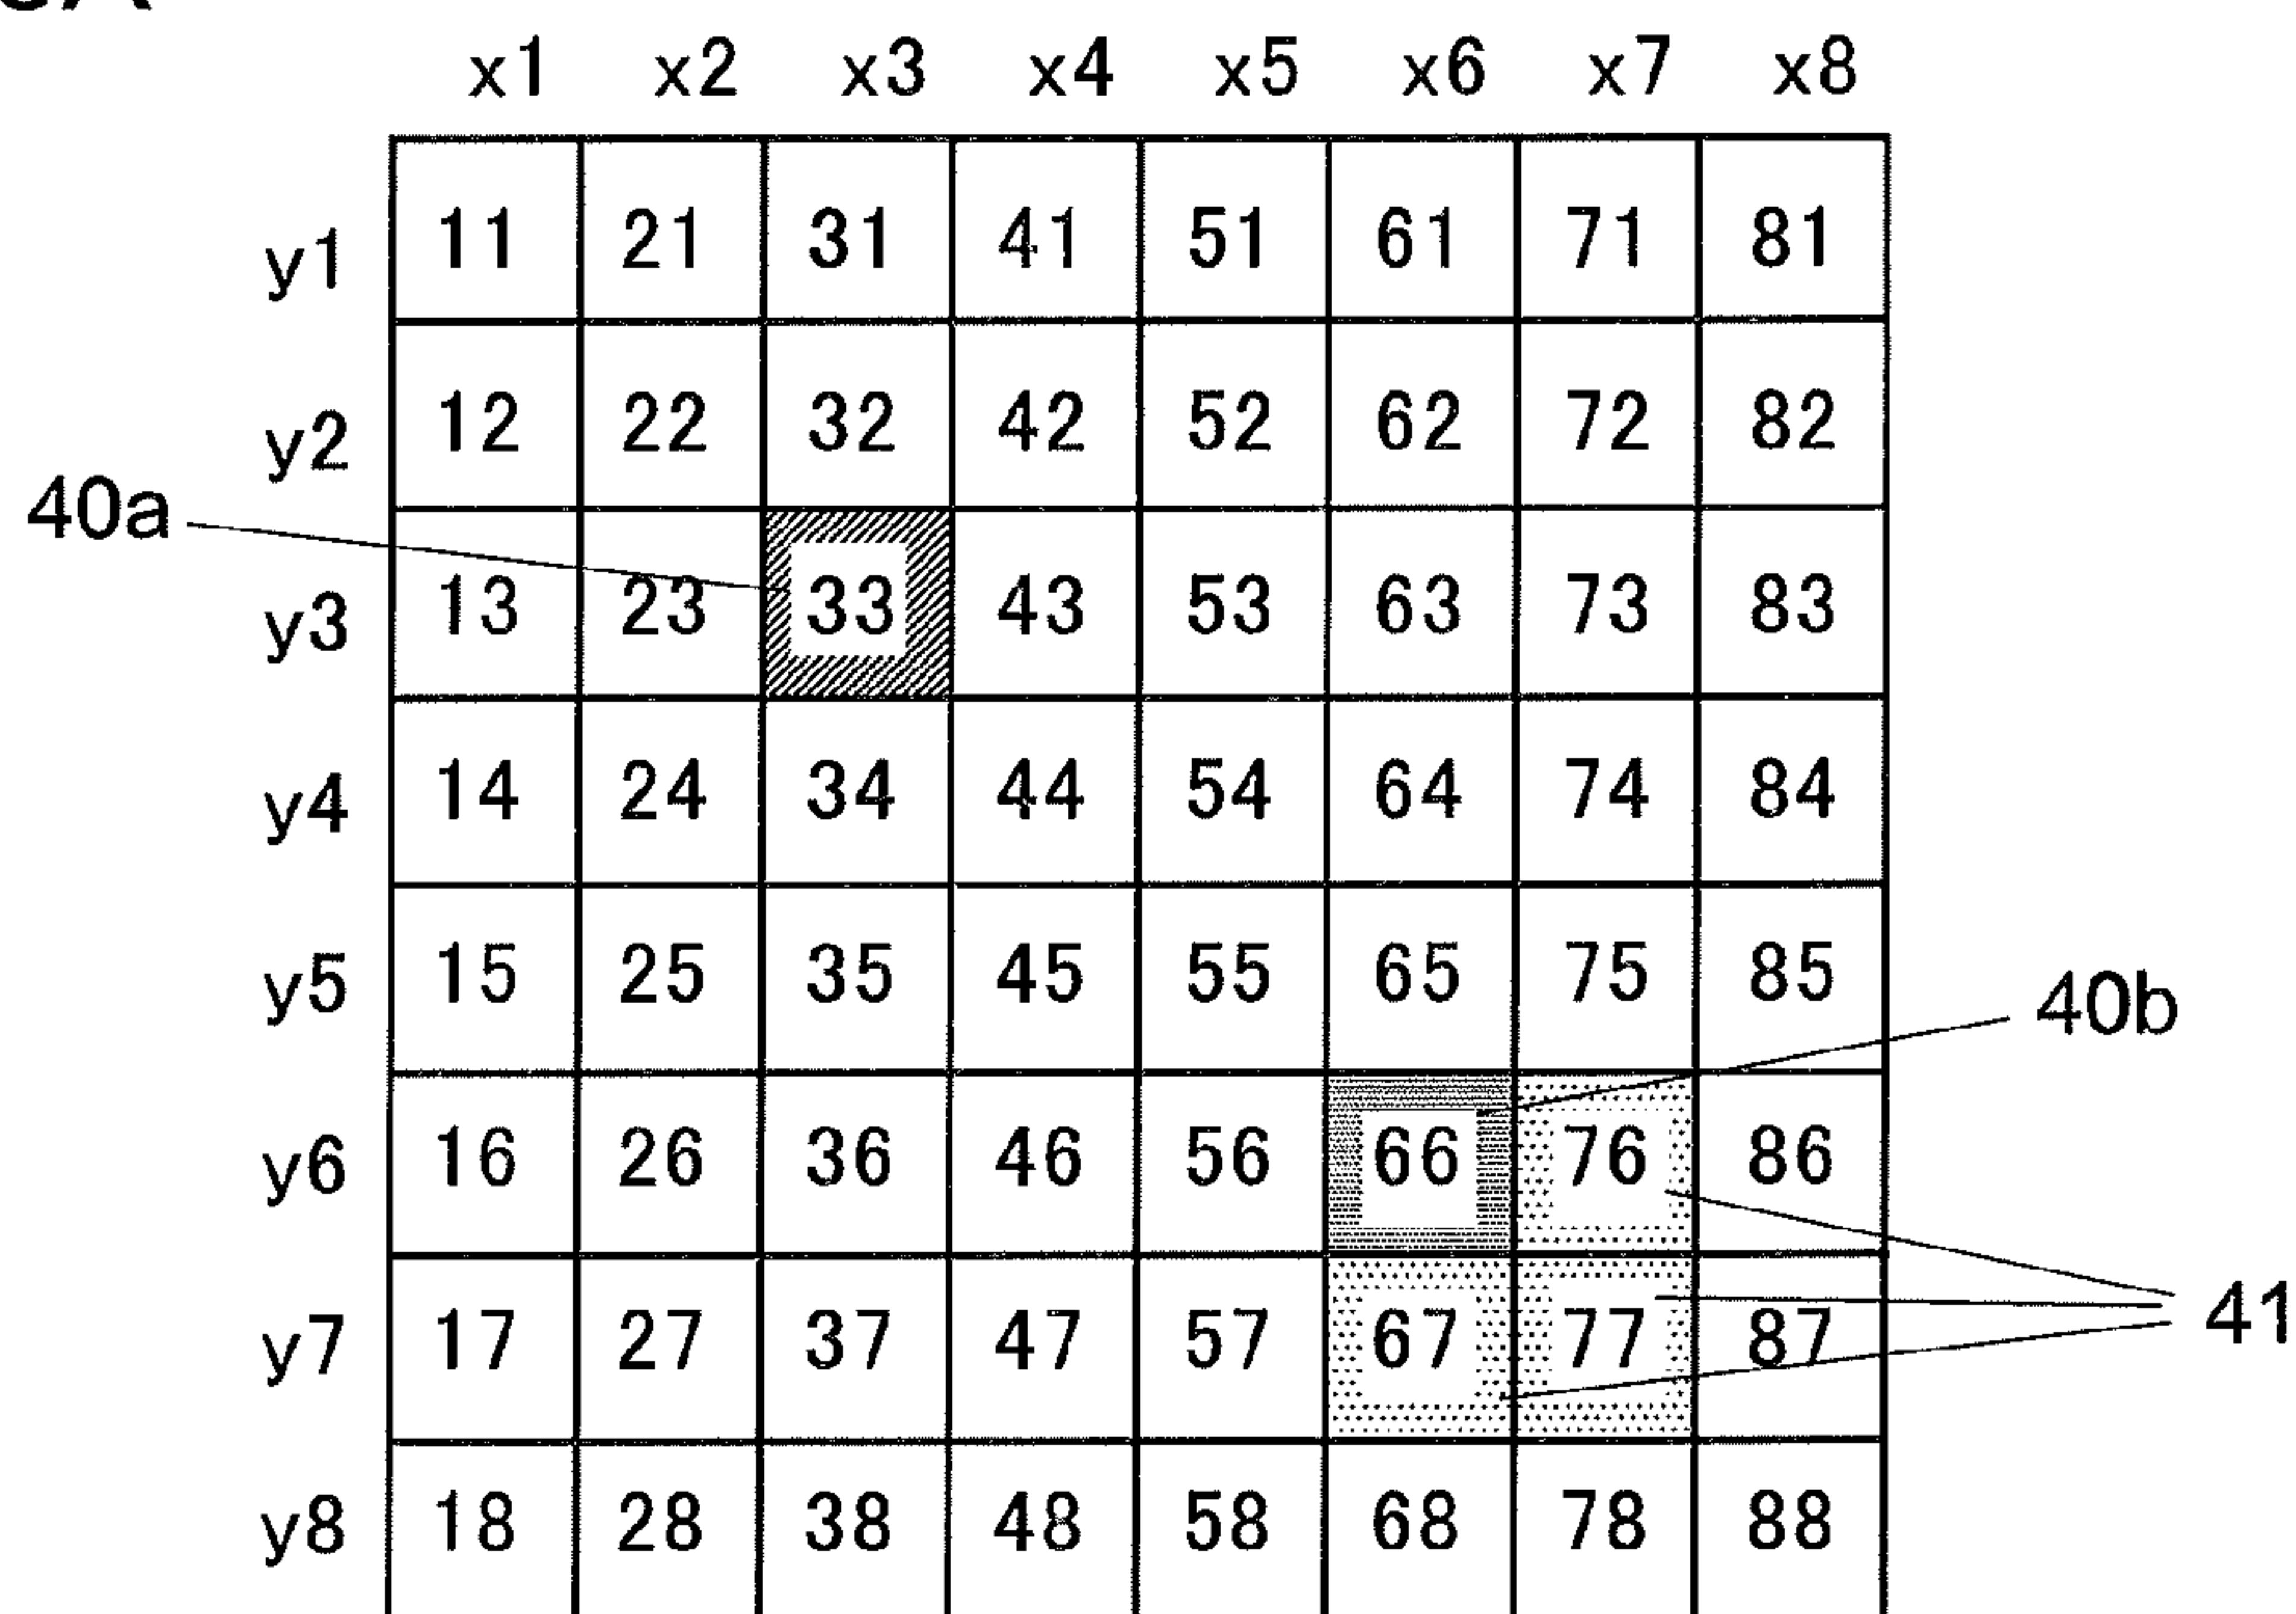 x1 x2 x3 x4 x5 x6 x7 x8
y1 11 21 31 41 51 61 71 81
y2 12 22 32 42 52 62 72 82
40a
y3 13 23 33 43 53 63 73 83
y4 14 24 34 44 54 64 74 84
y5 15 25 35 45 55 65 75 85
40b
y6 16 26 36 46 56 66 76 86
41
y7 17 27 37 47 57 67 77 87
y8 18 28 38 48 58 68 78 88